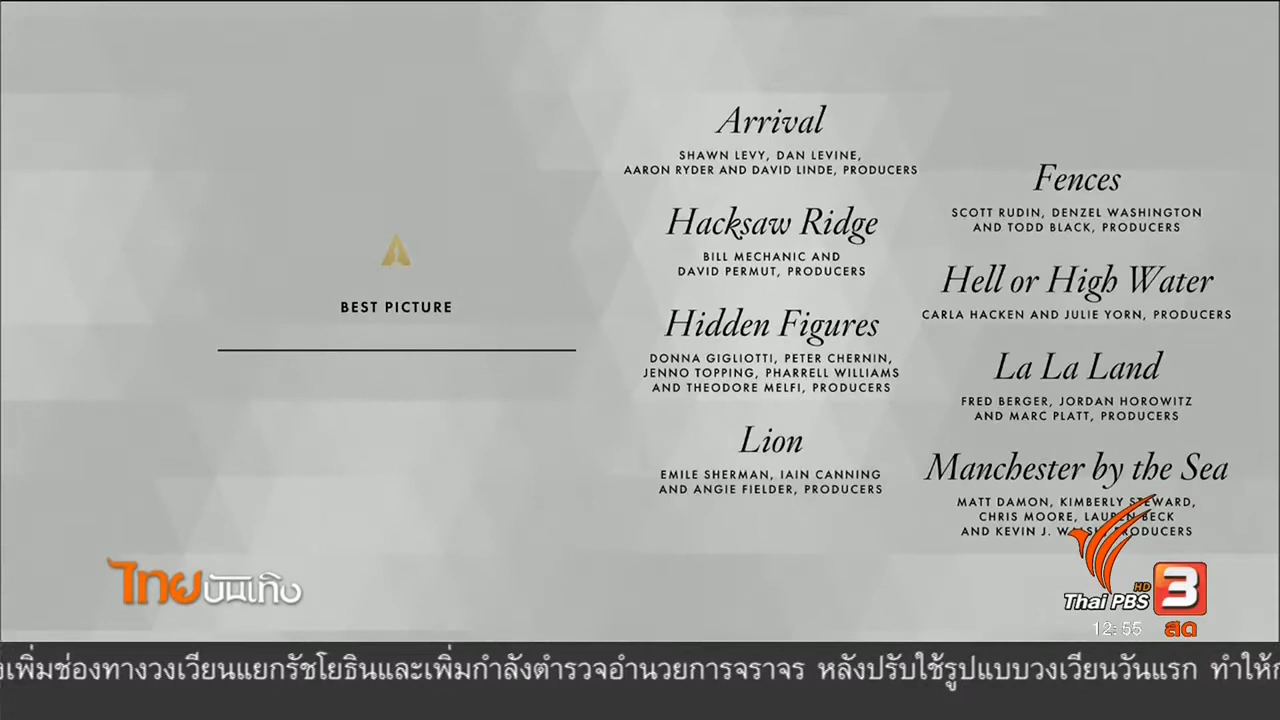 BEST PICTURE
Arrival
SHAWN LEVY, DAN LEVINE,
AARON RYDER AND DAVID LINDE, PRODUCERS
Hacksaw Ridge
BILL MECHANIC AND
DAVID PERMUT, PRODUCERS
Hidden Figures
DONNA GIGLIOTTI, PETER CHERNIN,
JENNO TOPPING, PHARRELL WILLIAMS
AND THEODORE MELFI, PRODUCERS
Lion
EMILE SHERMAN, IAIN CANNING
AND ANGIE FIELDER, PRODUCERS
Fences
SCOTT RUDIN, DENZEL WASHINGTON
AND TODD BLACK, PRODUCERS
Hell or High Water
CARLA HACKEN AND JULIE YORN, PRODUCERS
La La Land
FRED BERGER, JORDAN HOROWITZ
AND MARC PLATT, PRODUCERS
Manchester by the Sea
MATT DAMON, KIMBERLY STEWARD,
CHRIS MOORE, LAUREN BECK
AND KEVIN J. WALSH, PRODUCERS
ไทยบันเทิง
Thai PBS HD 3
12:55 สด
เพิ่มช่องทางวงเวียนแยกรัชโยธินและเพิ่มกำลังตำรวจอำนวยการจราจร หลังปรับใช้รูปแบบวงเวียนวันแรก ทำให้